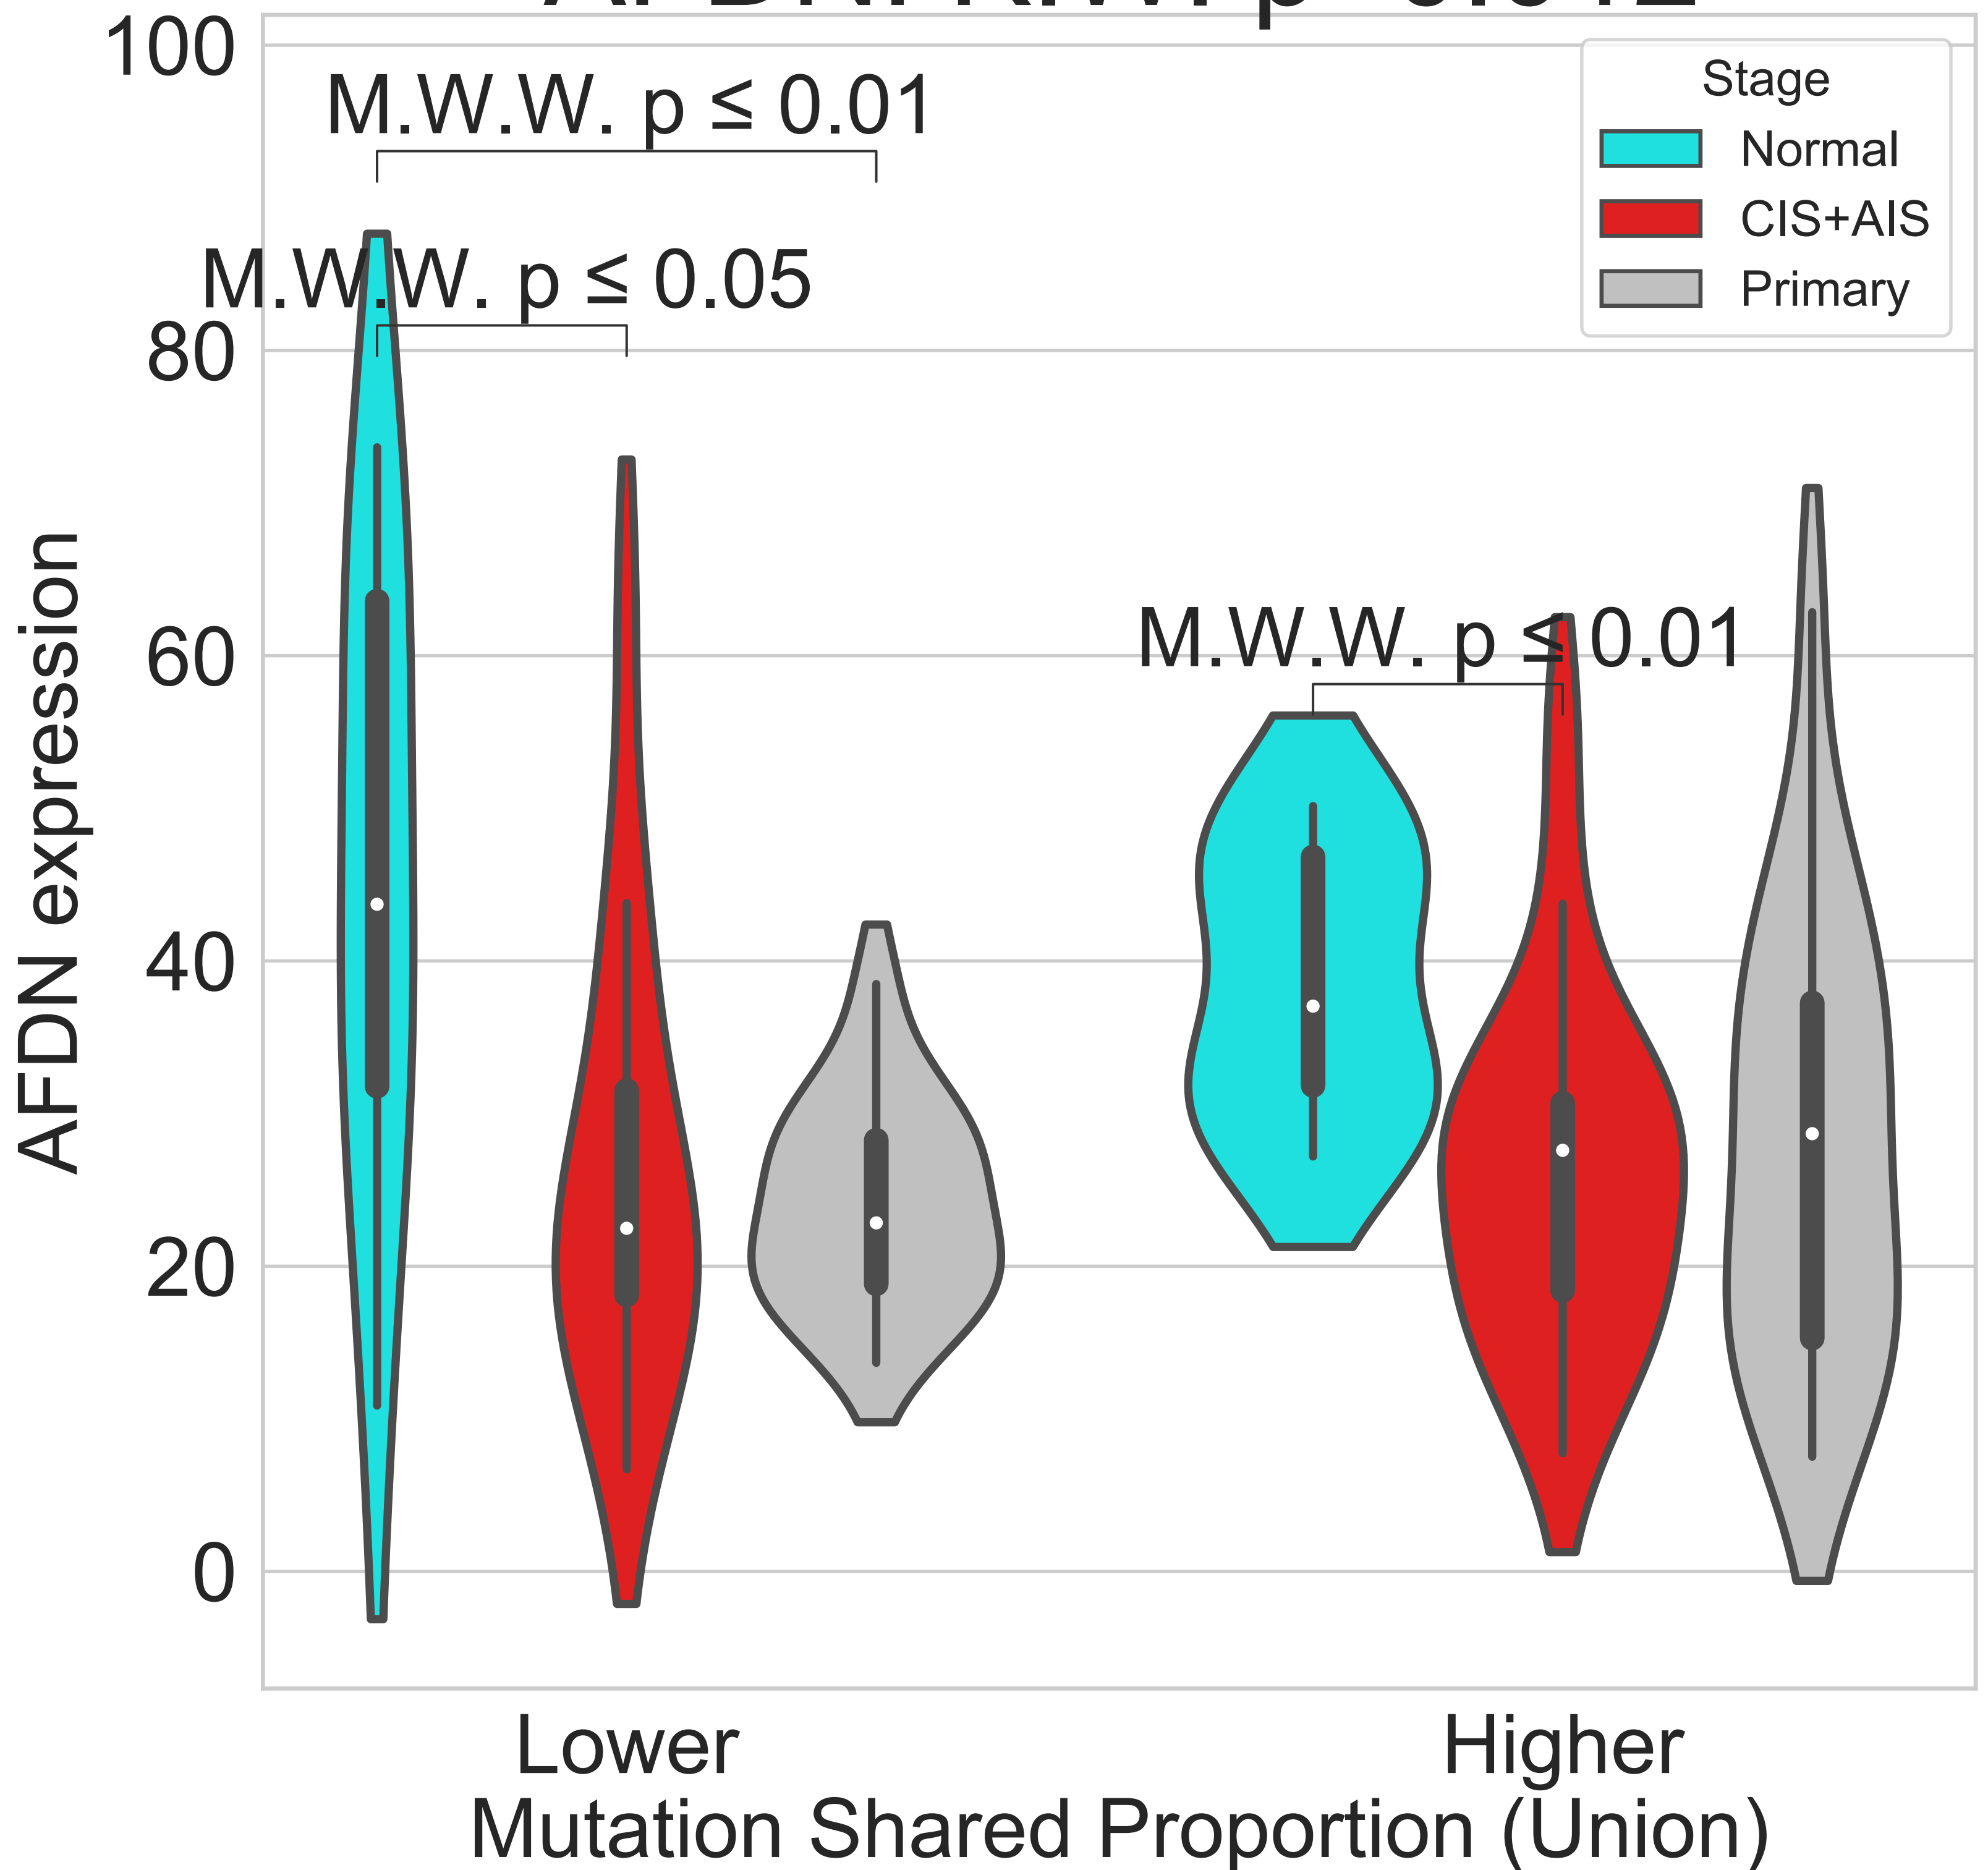 100
M.W.W. p ≤ 0.01
Stage
Normal
CIS+AIS
Primary
M.W.W. p ≤ 0.05
80
60
M.W.W. p ≤ 0.01
40
20
0
AFDN expression
Lower
Higher
Mutation Shared Proportion (Union)